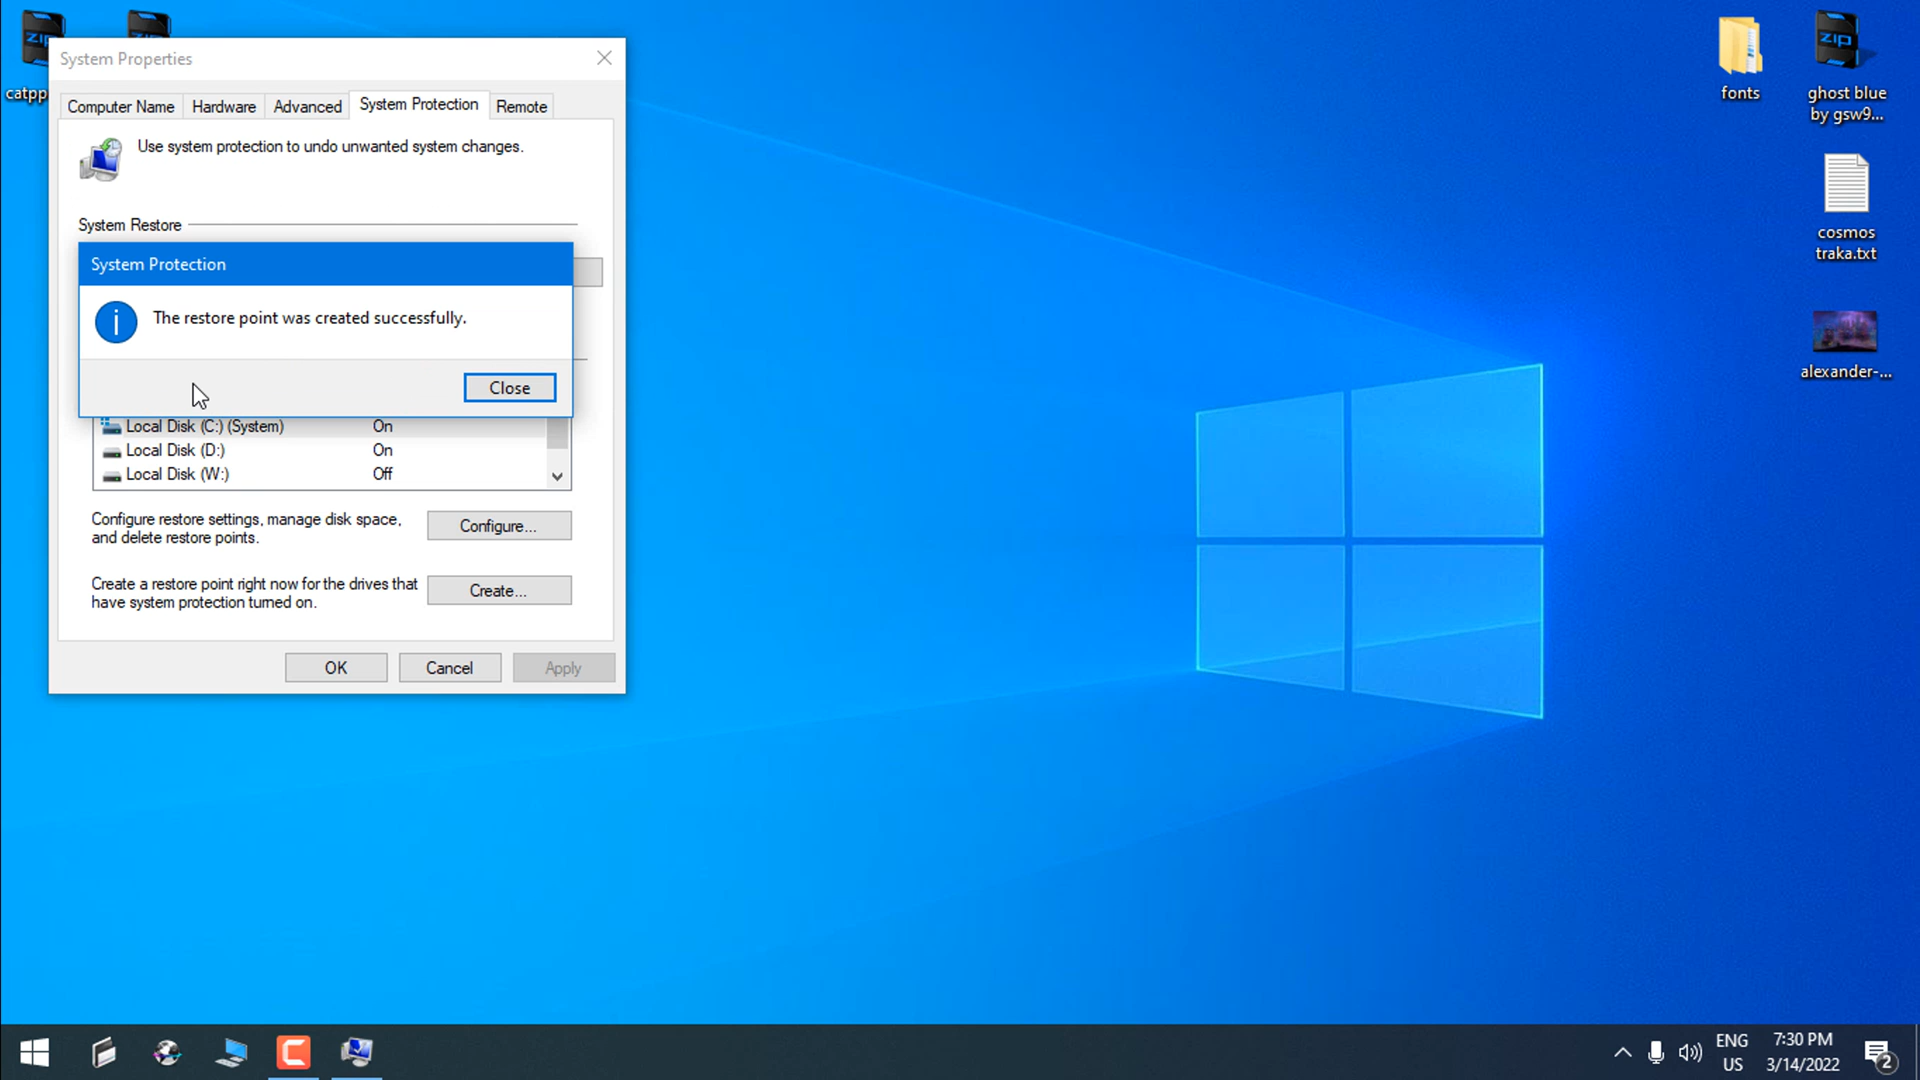 System Properties
Computer Name
Hardware
Advanced
System Protection
Remote
Use system protection to undo unwanted system changes.
System Restore
System Protection
i
The restore point was created successfully.
Close
Local Disk (C:) (System) On
Local Disk (D:) On
Local Disk (W:) Off
Configure restore settings, manage disk space,
and delete restore points.
Configure...
Create a restore point right now for the drives that
have system protection turned on.
Create...
OK
Cancel
Apply
zip
catpp
fonts
zip
ghost blue
by gsw9...
cosmos
traka.txt
alexander-...
C
ENG
US
7:30 PM
3/14/2022
2